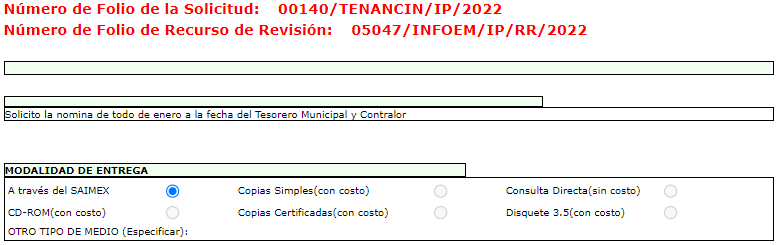 Número de Folio de la Solicitud: 00140/TENANCIN/IP/2022
Número de Folio de Recurso de Revisión: 05047/INFOEM/IP/RR/2022
Solicito la nomina de todo de enero a la fecha del Tesorero Municipal y Contralor
MODALIDAD DE ENTREGA
A través del SAIMEX Copias Simples(con costo) Consulta Directa(sin costo)
CD-ROM(con costo) Copias Certificadas(con costo) Disquete 3.5(con costo)
OTRO TIPO DE MEDIO (Especificar):